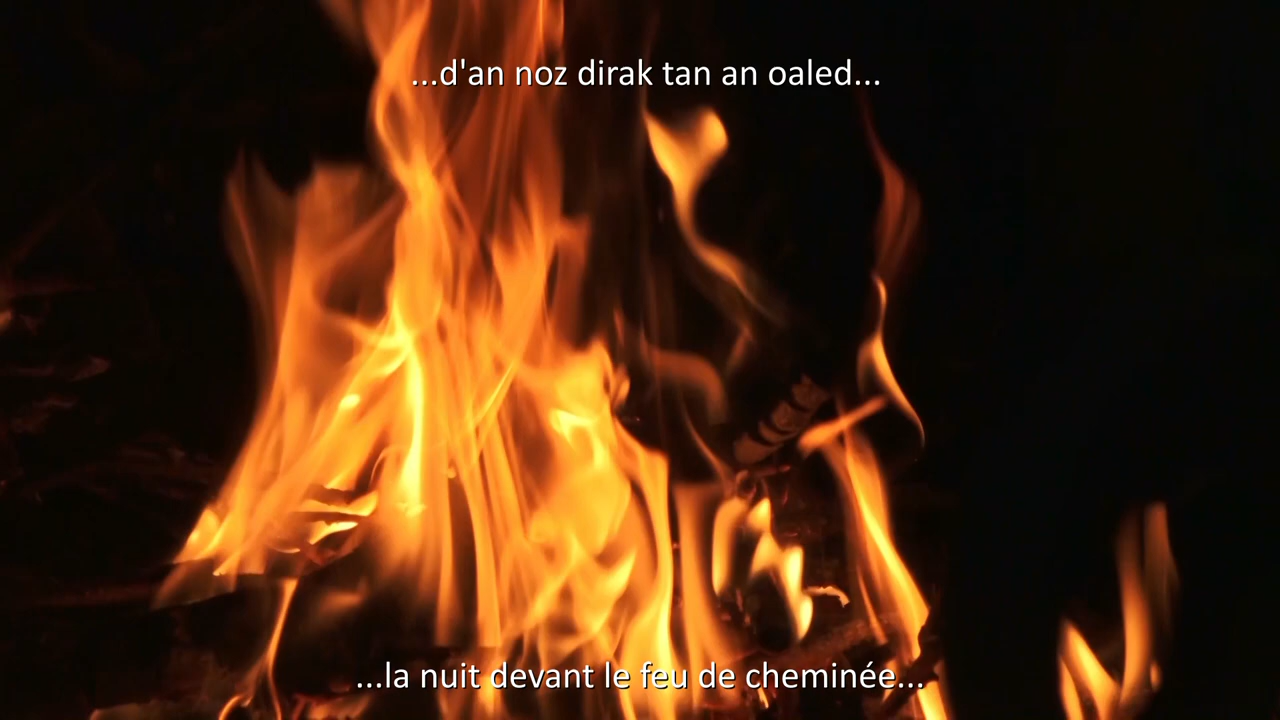 ...d'an noz dirak tan an oaled...
...la nuit devant le feu de cheminée...